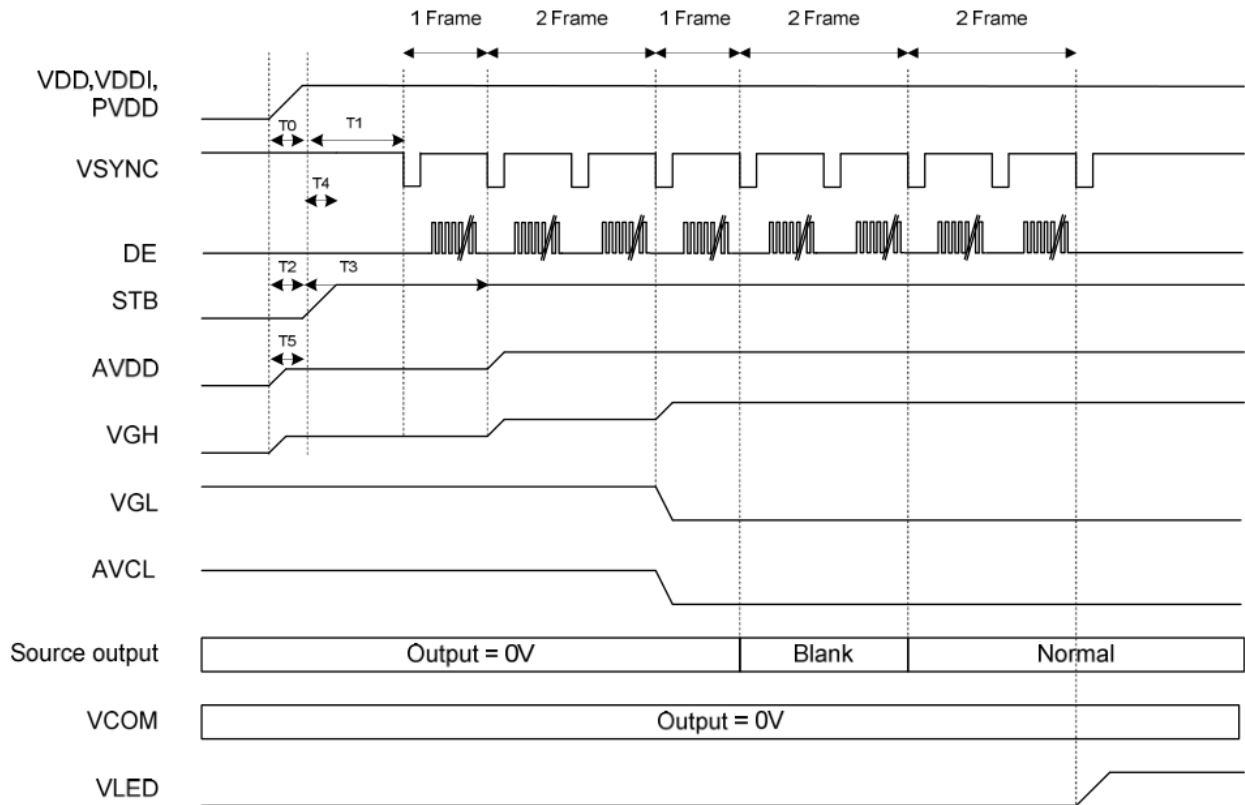 1 Frame 2 Frame 1 Frame 2 Frame 2 Frame
VDD,VDDI,
PVDD
T0 T1
VSYNC
T4
DE
T2 T3
STB
T5
AVDD
VGH
VGL
AVCL
Source output Output = 0V Blank Normal
VCOM Output = 0V
VLED